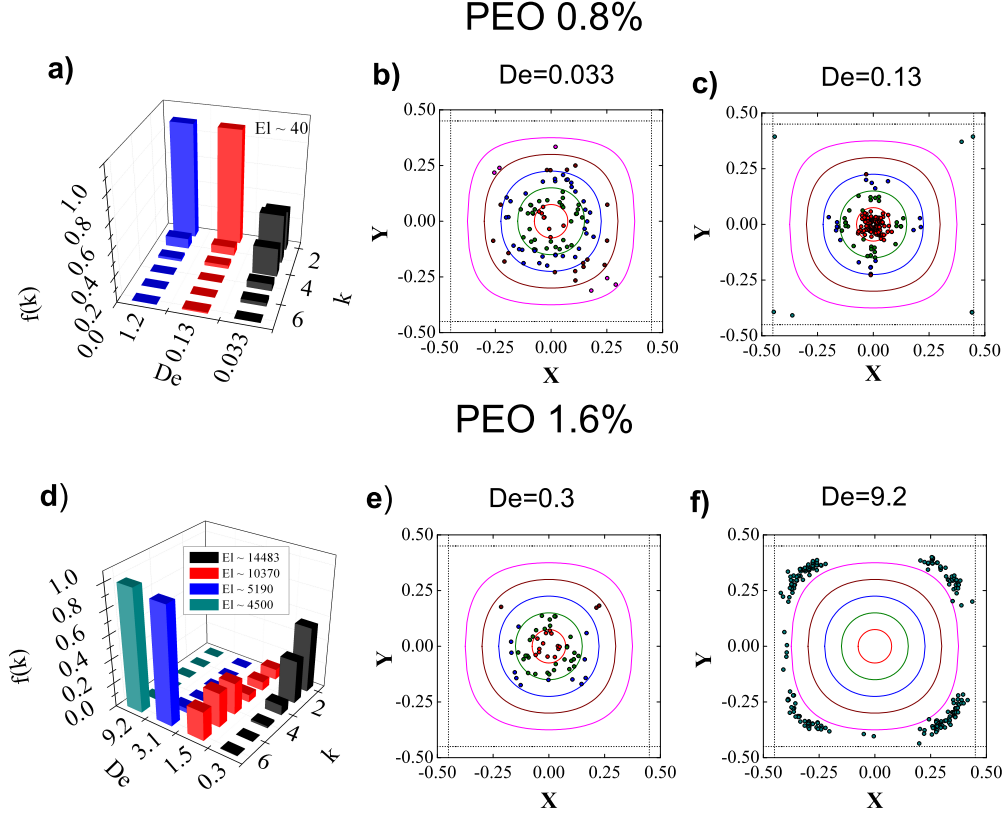 PEO 0.8%
a)
El ~ 40
1.0
0.8
0.6
0.4
0.2
0.0
f(k)
1.2
0.13
0.033
De
2
4
6
k
b)
De=0.033
0.50
0.25
0.00
-0.25
-0.50
Y
-0.50 -0.25 0.00 0.25 0.50
X
c)
De=0.13
0.50
0.25
0.00
-0.25
-0.50
Y
-0.50 -0.25 0.00 0.25 0.50
X
PEO 1.6%
d)
El ~ 14483
El ~ 10370
El ~ 5190
El ~ 4500
1.0
0.8
0.6
0.4
0.2
0.0
f(k)
9.2
3.1
1.5
0.3
De
2
4
6
k
e)
De=0.3
0.50
0.25
0.00
-0.25
-0.50
Y
-0.50 -0.25 0.00 0.25 0.50
X
f)
De=9.2
0.50
0.25
0.00
-0.25
-0.50
Y
-0.50 -0.25 0.00 0.25 0.50
X